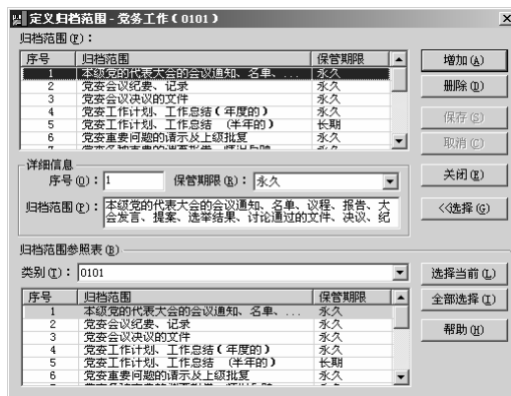 定义归档范围 - 党务工作(0101)
归档范围(F):
序号 归档范围 保管期限
1 本级党的代表大会的会议通知、名单、... 永久
2 党委会议纪要、记录 永久
3 党委会议决议的文件 永久
4 党委工作计划、工作总结(年度的) 永久
5 党委工作计划、工作总结 (半年的) 长期
6 党委重要问题的请示及上级批复 永久
增加(A)
删除(D)
保存(S)
取消(C)
关闭(E)
<<选择(G)
详细信息
序号(O): 1 保管期限(R): 永久
归档范围(P): 本级党的代表大会的会议通知、名单、议程、报告、大
会发言、提案、选举结果、讨论通过的文件、决议、纪
归档范围参照表(B)
类别(T): 0101
序号 归档范围 保管期限
1 本级党的代表大会的会议通知、名单、... 永久
2 党委会议纪要、记录 永久
3 党委会议决议的文件 永久
4 党委工作计划、工作总结(年度的) 永久
5 党委工作计划、工作总结 (半年的) 长期
6 党委重要问题的请示及上级批复 永久
选择当前(L)
全部选择(I)
帮助(H)